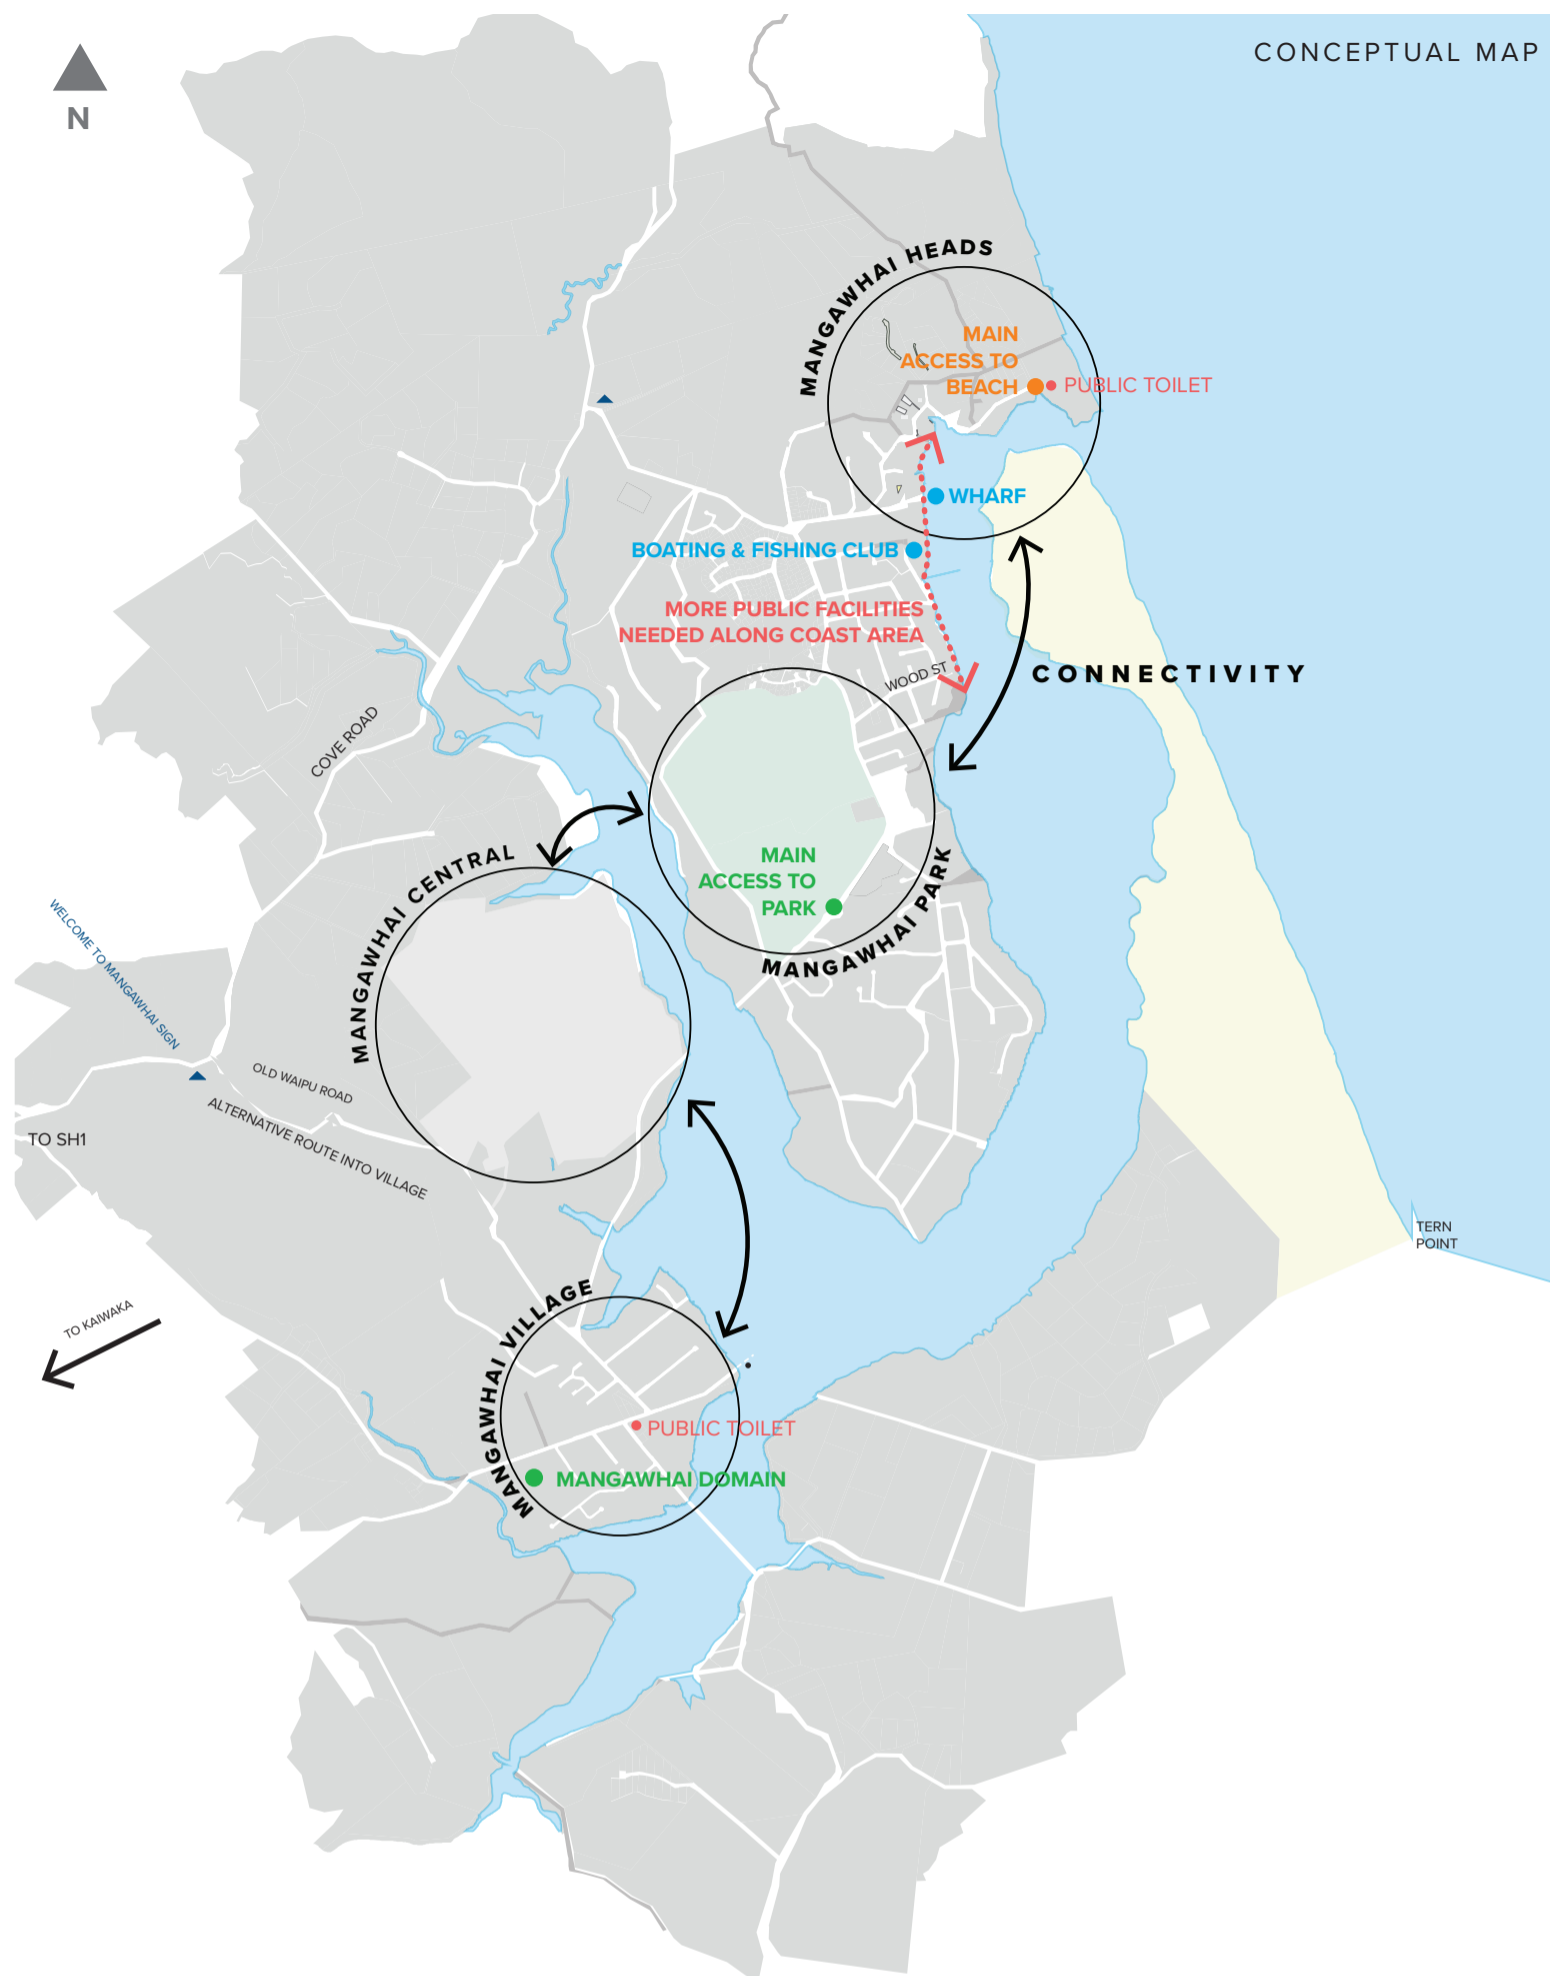 CONCEPTUAL MAP
N
MANGAWHAI HEADS
MAIN
ACCESS TO
BEACH
PUBLIC TOILET
WHARF
BOATING & FISHING CLUB
MORE PUBLIC FACILITIES
NEEDED ALONG COAST AREA
WOOD ST
CONNECTIVITY
COVE ROAD
MAIN
ACCESS TO
PARK
MANGAWHAI PARK
MANGAWHAI CENTRAL
WELCOME TO MANGAWHAI SIGN
OLD WAIPU ROAD
ALTERNATIVE ROUTE INTO VILLAGE
TO SH1
TERN
POINT
TO KAIWAKA
MANGAWHAI VILLAGE
PUBLIC TOILET
MANGAWHAI DOMAIN